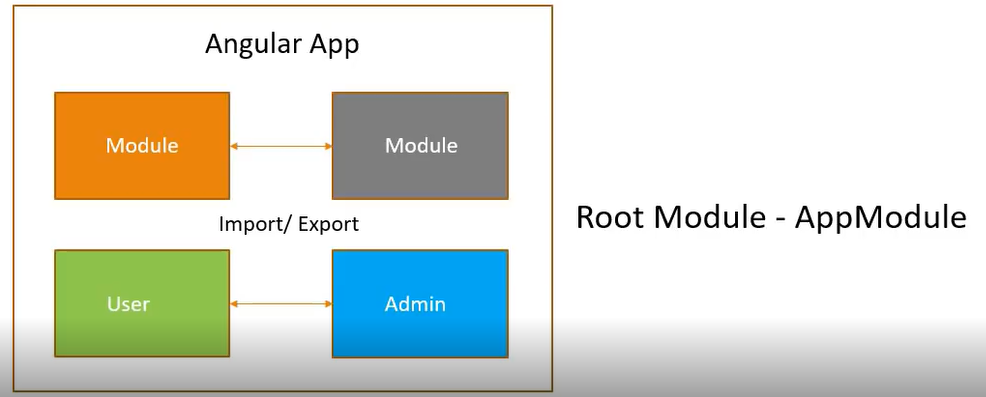 Angular App
Module
Module
Import/ Export
Root Module - AppModule
User
Admin